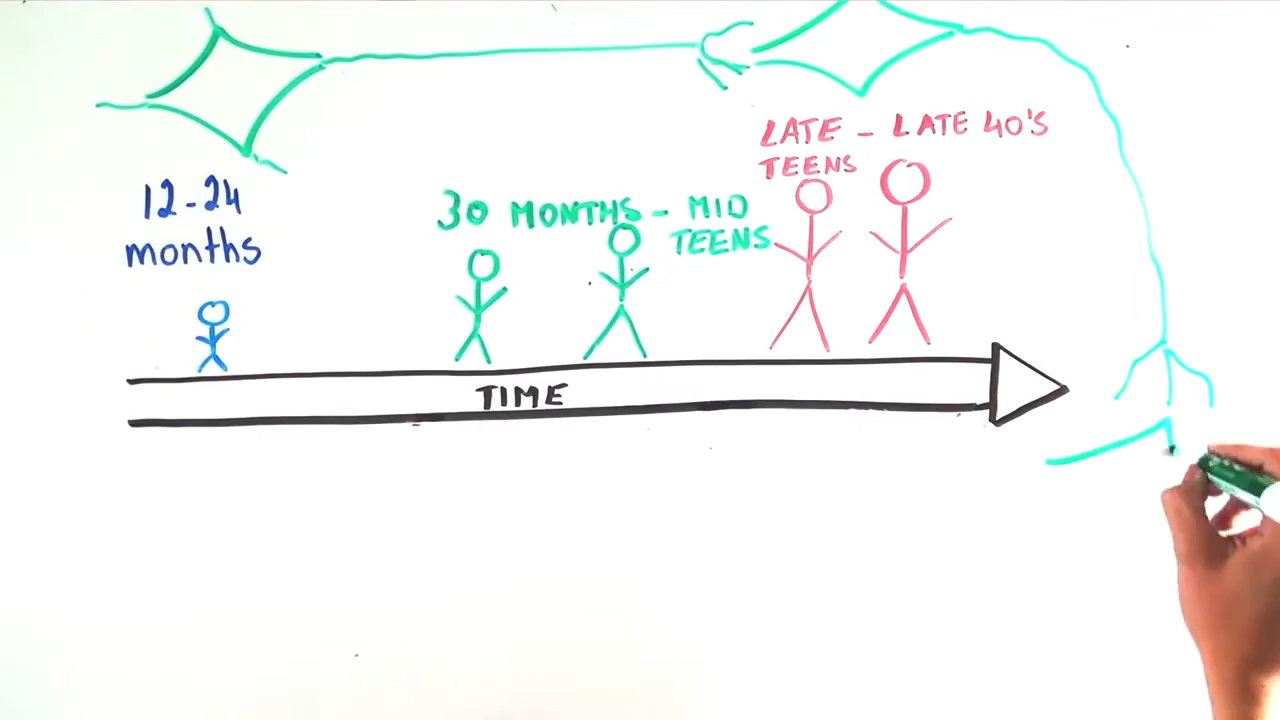 12-24
months
30 MONTHS - MID
TEENS
LATE - LATE 40'S
TEENS
TIME